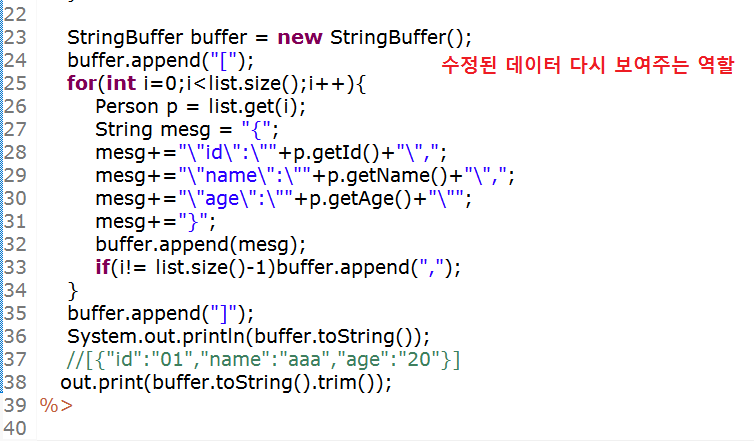 22
23 StringBuffer buffer = new StringBuffer();
24 buffer.append("[");
수정된 데이터 다시 보여주는 역할
25 for(int i=0;i<list.size();i++){
26 Person p = list.get(i);
27 String mesg = "{";
28 mesg+="\"id\":\""+p.getId()+"\",";
29 mesg+="\"name\":\""+p.getName()+"\",";
30 mesg+="\"age\":\""+p.getAge()+"\"";
31 mesg+="}";
32 buffer.append(mesg);
33 if(i!= list.size()-1)buffer.append(",");
34 }
35 buffer.append("]");
36 System.out.println(buffer.toString());
37 //[{"id":"01","name":"aaa","age":"20"}]
38 out.print(buffer.toString().trim());
39 %>
40